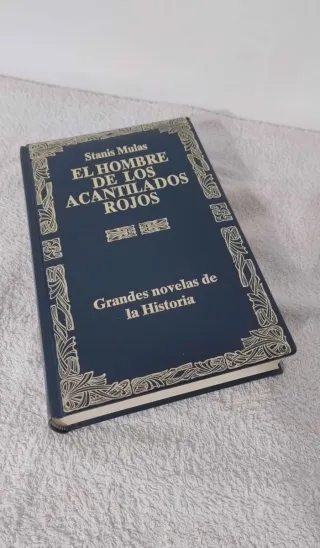 Stanis Mulas
EL HOMBRE
DE LOS
ACANTILADOS
ROJOS
Grandes novelas de
la Historia